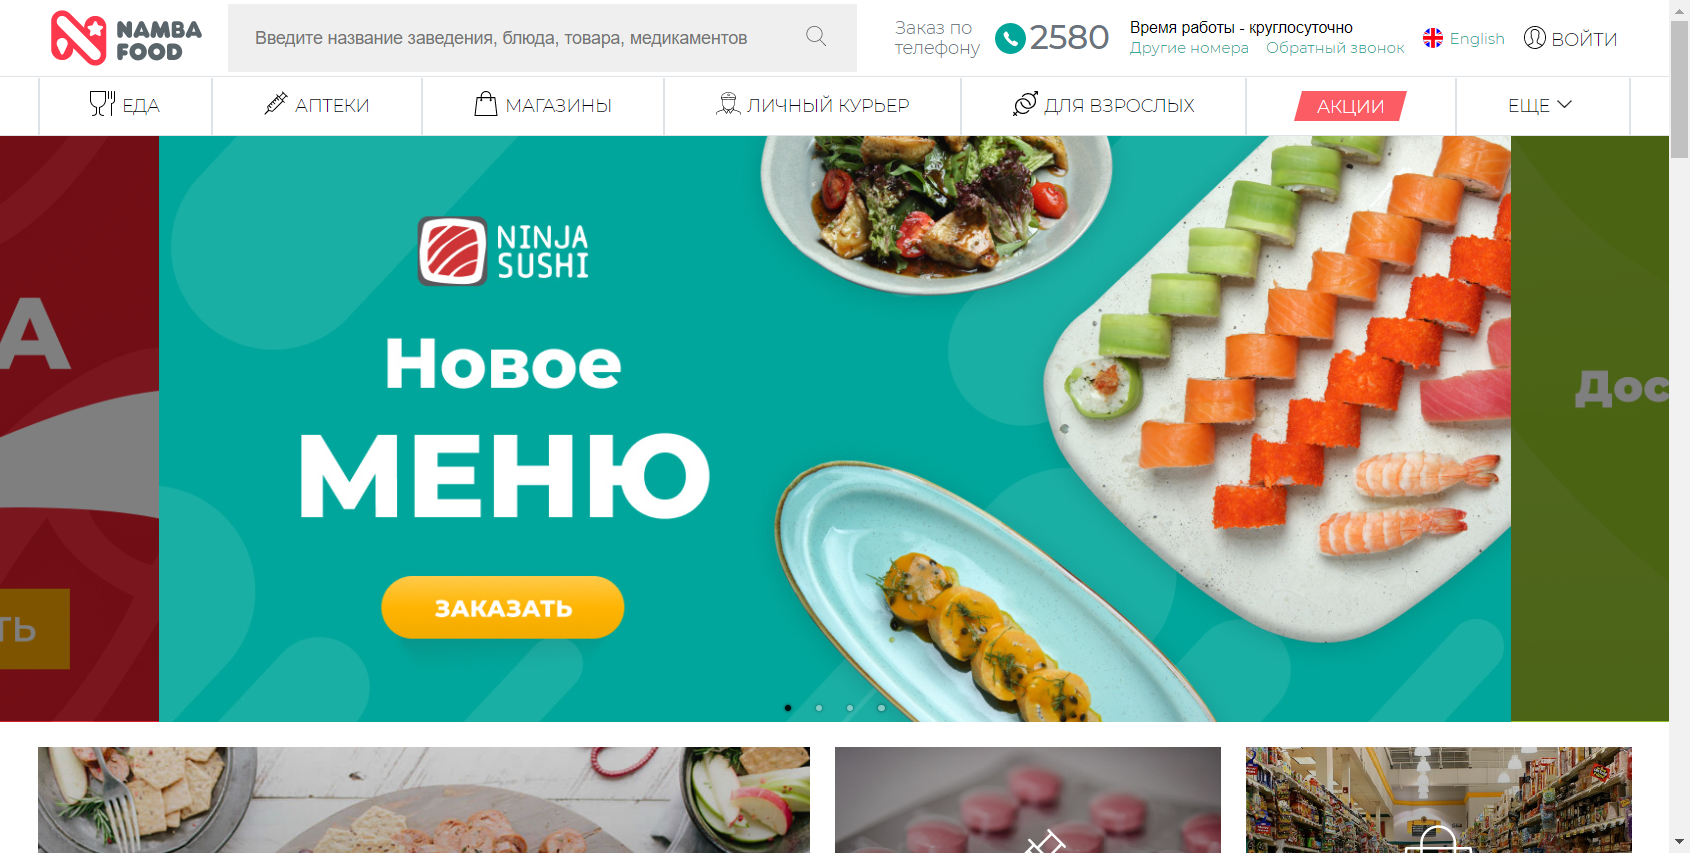 NAMBA
FOOD
Введите название заведения, блюда, товара, медикаментов
Заказ по
телефону
2580
Время работы - круглосуточно
Другие номера Обратный звонок
English
ВОЙТИ
ЕДА
АПТЕКИ
МАГАЗИНЫ
ЛИЧНЫЙ КУРЬЕР
ДЛЯ ВЗРОСЛЫХ
АКЦИИ
ЕЩЕ
А
ТЬ
NINJA
SUSHI
Новое
МЕНЮ
ЗАКАЗАТЬ
Дос